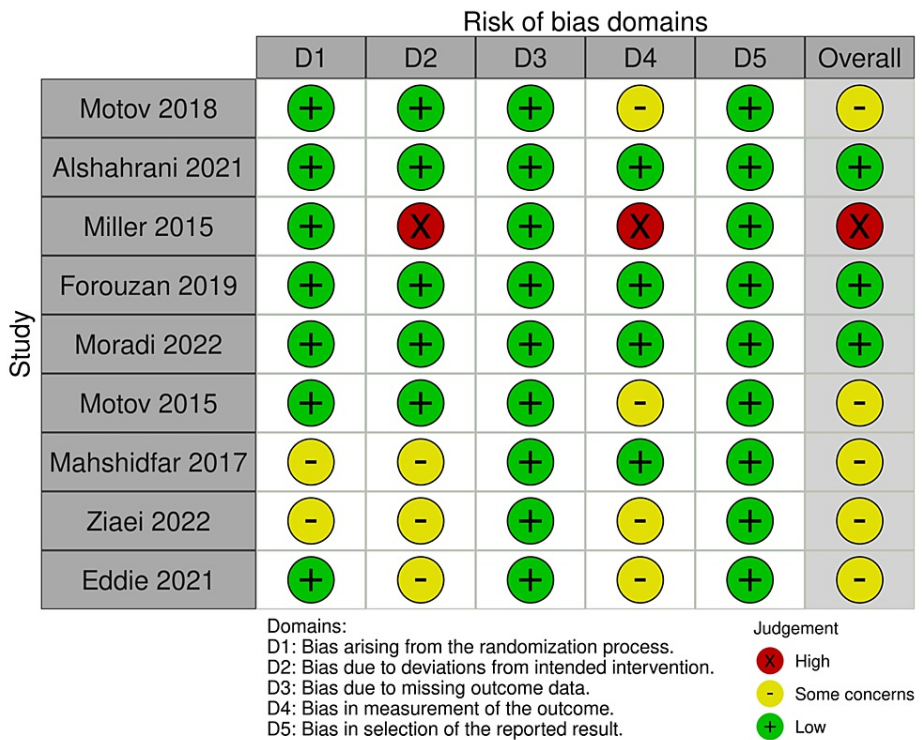 Risk of bias domains
D1 D2 D3 D4 D5 Overall
Study
Motov 2018 + + + - + -
Alshahrani 2021 + + + + + +
Miller 2015 + X + X + X
Forouzan 2019 + + + + + +
Moradi 2022 + + + + + +
Motov 2015 + + + - + -
Mahshidfar 2017 - - + + + -
Ziaei 2022 - - + - + -
Eddie 2021 + - + - + -
Domains:
D1: Bias arising from the randomization process.
D2: Bias due to deviations from intended intervention.
D3: Bias due to missing outcome data.
D4: Bias in measurement of the outcome.
D5: Bias in selection of the reported result.
Judgement
X High
- Some concerns
+ Low